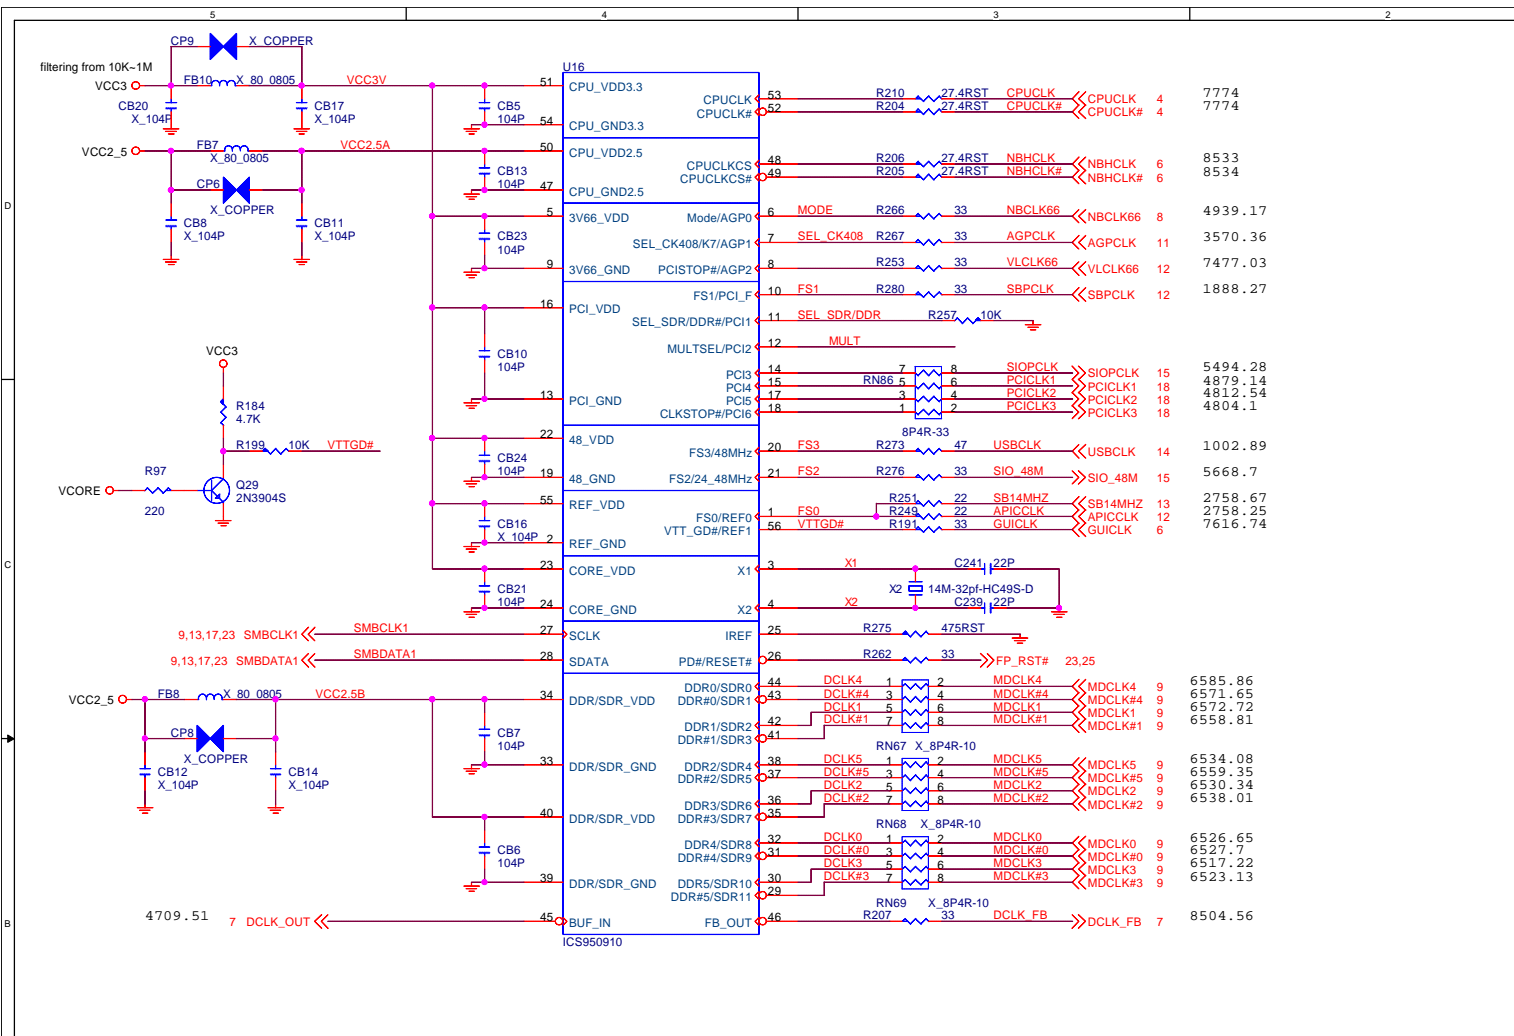 5 4 3 2
CP9 X_COPPER
filtering from 10K~1M
VCC3 FB10 X_80_0805 VCC3V
CB20 X_104P CB17 X_104P
CB5 104P
VCC2_5 FB7 X_80_0805 VCC2.5A
CP6 X_COPPER
CB8 X_104P CB11 X_104P
CB13 104P
CB23 104P
CB10 104P
VCC3
R184 4.7K
R199 10K VTTGD#
R97 220
VCORE
Q29 2N3904S
CB24 104P
CB16 X_104P
CB21 104P
9,13,17,23 SMBCLK1 SMBCLK1
9,13,17,23 SMBDATA1 SMBDATA1
VCC2_5 FB8 X_80_0805 VCC2.5B
CP8 X_COPPER
CB12 X_104P CB14 X_104P
CB7 104P
CB6 104P
4709.51 7 DCLK_OUT
D
C
B
U16
51 CPU_VDD3.3
54 CPU_GND3.3
50 CPU_VDD2.5
47 CPU_GND2.5
5 3V66_VDD
9 3V66_GND
16 PCI_VDD
13 PCI_GND
22 48_VDD
19 48_GND
55 REF_VDD
2 REF_GND
23 CORE_VDD
24 CORE_GND
27 SCLK
28 SDATA
34 DDR/SDR_VDD
33 DDR/SDR_GND
40 DDR/SDR_VDD
39 DDR/SDR_GND
45 BUF_IN
ICS950910
CPUCLK 53 R210 27.4RST CPUCLK CPUCLK 4 7774
CPUCLK# 52 R204 27.4RST CPUCLK# CPUCLK# 4 7774
CPUCLKCS 48 R206 27.4RST NBHCLK NBHCLK 6 8533
CPUCLKCS# 49 R205 27.4RST NBHCLK# NBHCLK# 6 8534
Mode/AGP0 6 MODE R266 33 NBCLK66 NBCLK66 8 4939.17
SEL_CK408/K7/AGP1 7 SEL_CK408 R267 33 AGPCLK AGPCLK 11 3570.36
PCISTOP#/AGP2 8 R253 33 VLCLK66 VLCLK66 12 7477.03
FS1/PCI_F 10 FS1 R280 33 SBPCLK SBPCLK 12 1888.27
SEL_SDR/DDR#/PCI1 11 SEL_SDR/DDR R257 10K
MULTSEL/PCI2 12 MULT
PCI3 14 7 8 SIOPCLK SIOPCLK 15 5494.28
PCI4 15 RN86 5 6 PCICLK1 PCICLK1 18 4879.14
PCI5 17 3 4 PCICLK2 PCICLK2 18 4812.54
CLKSTOP#/PCI6 18 1 2 PCICLK3 PCICLK3 18 4804.1
8P4R-33
FS3/48MHz 20 FS3 R273 47 USBCLK USBCLK 14 1002.89
FS2/24_48MHz 21 FS2 R276 33 SIO_48M SIO_48M 15 5668.7
R251 22 SB14MHZ SB14MHZ 13 2758.67
FS0/REF0 1 FS0 R249 22 APICCLK APICCLK 12 2758.25
VTT_GD#/REF1 56 VTTGD# R191 33 GUICLK GUICLK 6 7616.74
X1 3 X1 C241 22P
X2 14M-32pf-HC49S-D
X2 4 X2 C239 22P
IREF 25 R275 475RST
PD#/RESET# 26 R262 33 FP_RST# 23,25
DDR0/SDR0 44 DCLK4 1 2 MDCLK4 MDCLK4 9 6585.86
DDR#0/SDR1 43 DCLK#4 3 4 MDCLK#4 MDCLK#4 9 6571.65
DDR1/SDR2 42 DCLK1 5 6 MDCLK1 MDCLK1 9 6572.72
DDR#1/SDR3 41 DCLK#1 7 8 MDCLK#1 MDCLK#1 9 6558.81
RN67 X_8P4R-10
DDR2/SDR4 38 DCLK5 1 2 MDCLK5 MDCLK5 9 6534.08
DDR#2/SDR5 37 DCLK#5 3 4 MDCLK#5 MDCLK#5 9 6559.35
DDR3/SDR6 36 DCLK2 5 6 MDCLK2 MDCLK2 9 6530.34
DDR#3/SDR7 35 DCLK#2 7 8 MDCLK#2 MDCLK#2 9 6538.01
RN68 X_8P4R-10
DDR4/SDR8 32 DCLK0 1 2 MDCLK0 MDCLK0 9 6526.65
DDR#4/SDR9 31 DCLK#0 3 4 MDCLK#0 MDCLK#0 9 6527.7
DDR5/SDR10 30 DCLK3 5 6 MDCLK3 MDCLK3 9 6517.22
DDR#5/SDR11 29 DCLK#3 7 8 MDCLK#3 MDCLK#3 9 6523.13
RN69 X_8P4R-10
FB_OUT 46 R207 33 DCLK_FB DCLK_FB 7 8504.56